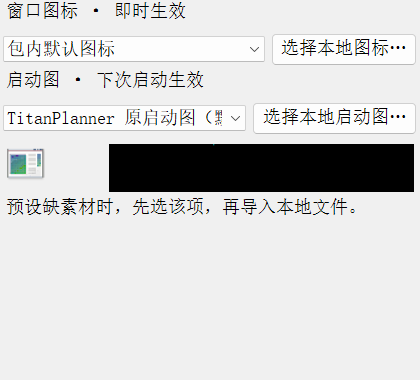 窗口图标 • 即时生效
包内默认图标
选择本地图标…
启动图 • 下次启动生效
TitanPlanner 原启动图（
选择本地启动图…
预设缺素材时，先选该项，再导入本地文件。